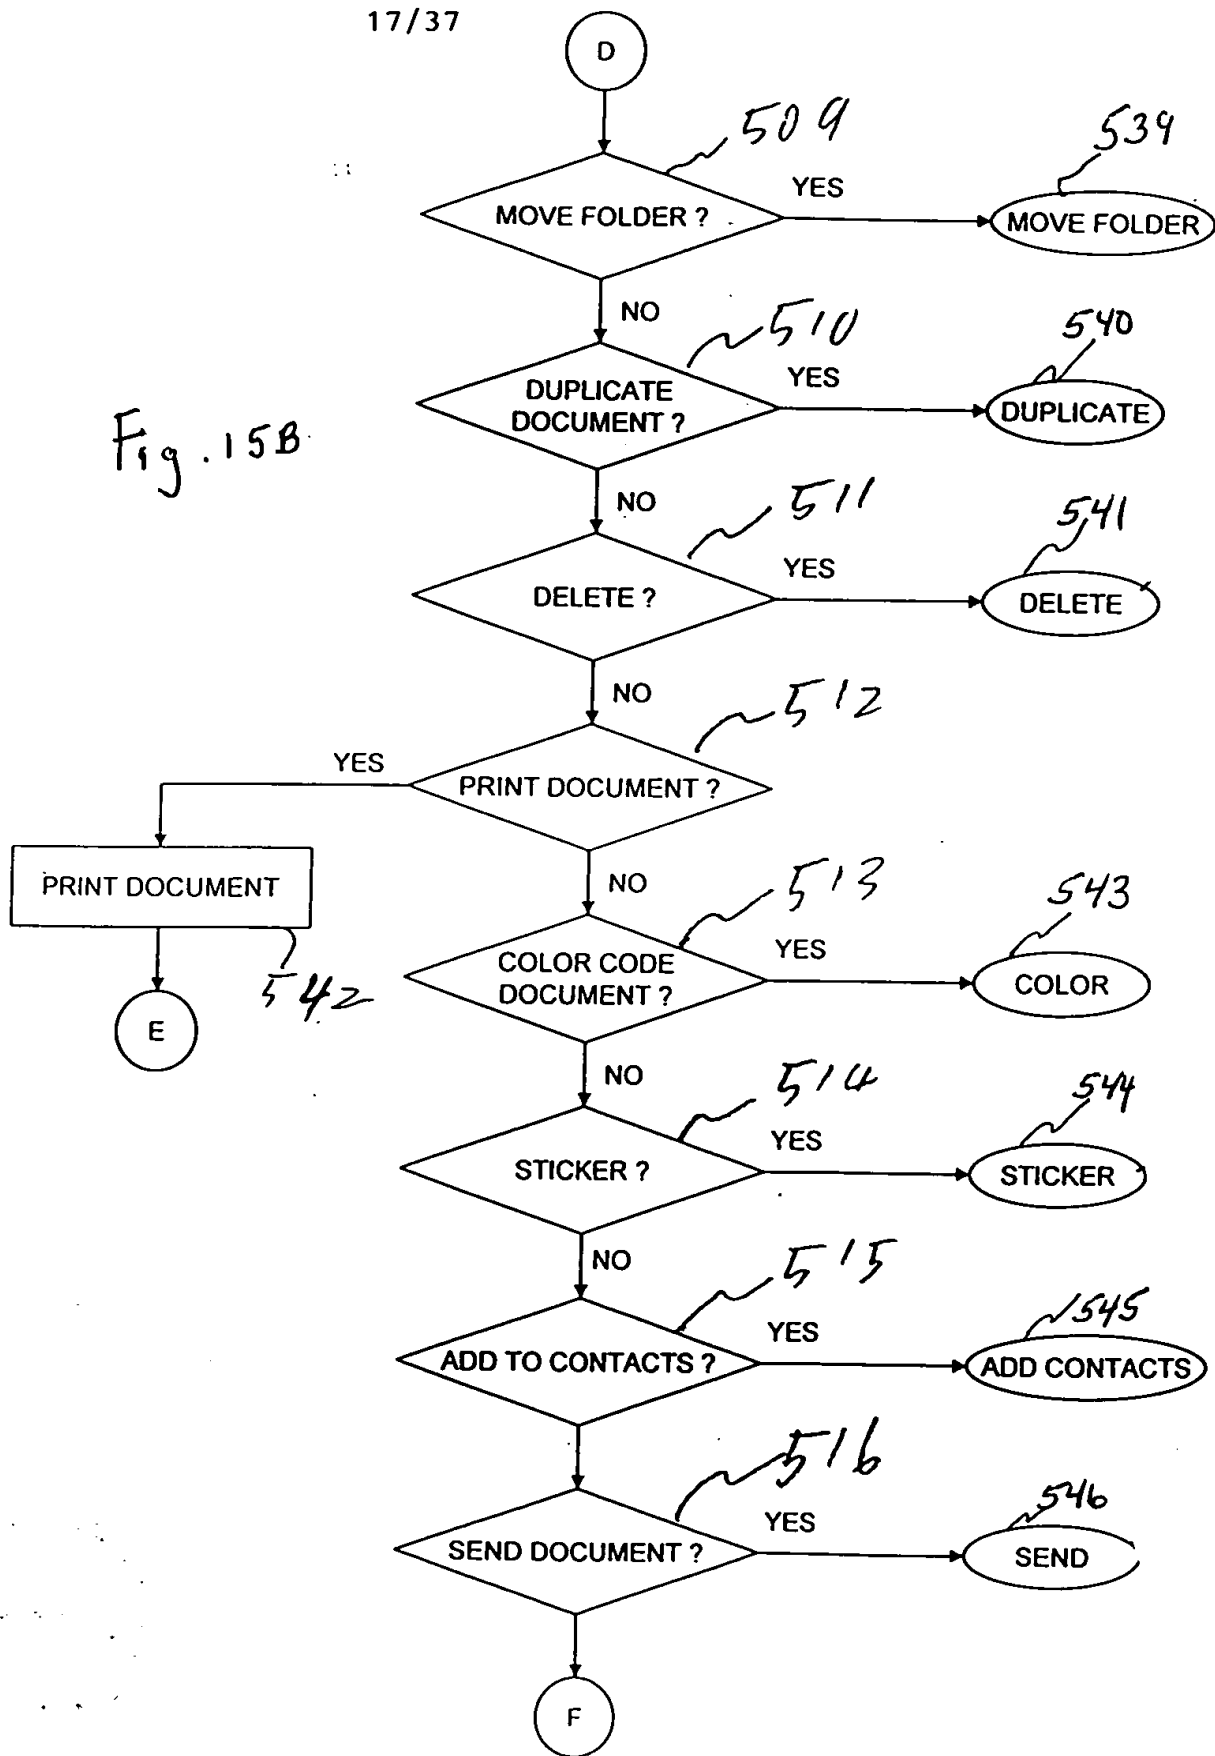 17/37
D
509
539
YES
MOVE FOLDER ?
MOVE FOLDER
NO
510
540
YES
DUPLICATE
DOCUMENT ?
DUPLICATE
Fig. 15B
NO
511
541
YES
DELETE ?
DELETE
NO
512
YES
PRINT DOCUMENT ?
PRINT DOCUMENT
NO
513
543
YES
COLOR CODE
DOCUMENT ?
COLOR
542
E
NO
514
544
YES
STICKER ?
STICKER
NO
515
545
YES
ADD TO CONTACTS ?
ADD CONTACTS
516
546
YES
SEND DOCUMENT ?
SEND
F